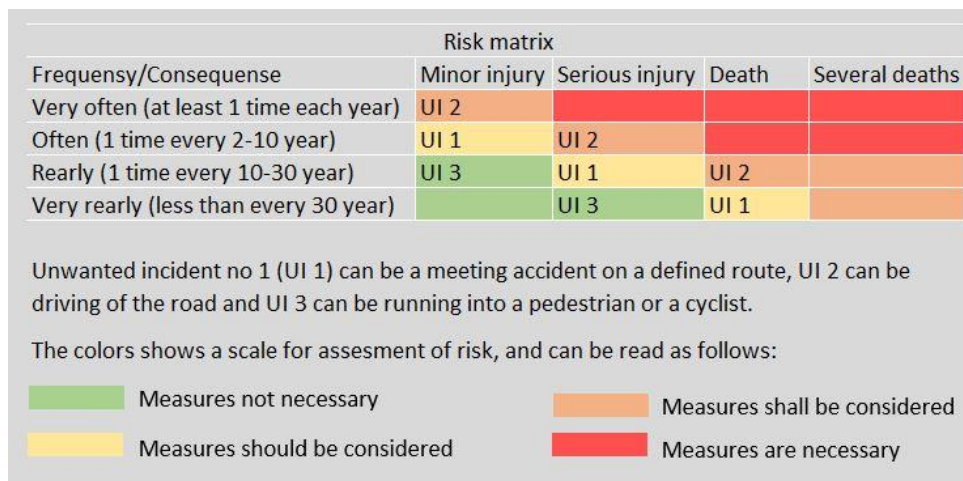 Risk matrix
Frequensy/Consequense Minor injury Serious injury Death Several deaths
Very often (at least 1 time each year) UI 2
Often (1 time every 2-10 year) UI 1 UI 2
Rearly (1 time every 10-30 year) UI 3 UI 1 UI 2
Very rearly (less than every 30 year) UI 3 UI 1
Unwanted incident no 1 (UI 1) can be a meeting accident on a defined route, UI 2 can be
driving of the road and UI 3 can be running into a pedestrian or a cyclist.
The colors shows a scale for assesment of risk, and can be read as follows:
Measures not necessary Measures shall be considered
Measures should be considered Measures are necessary